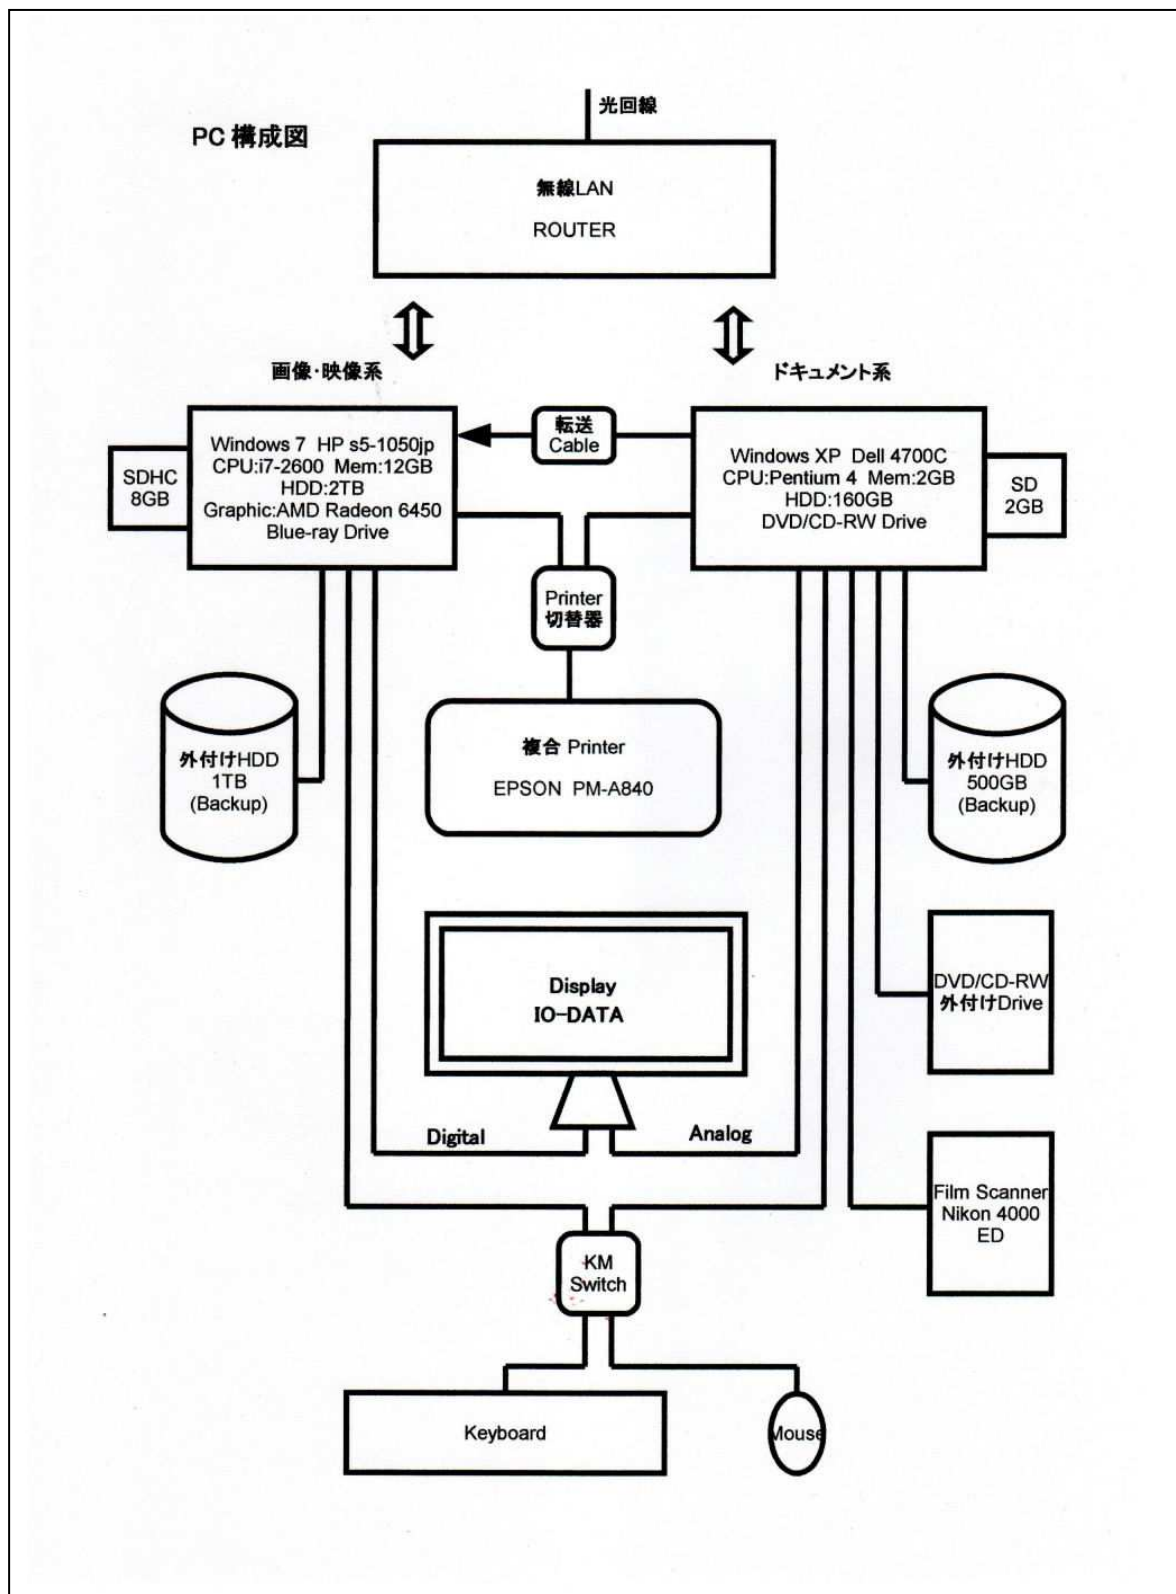 光回線
PC 構成図
無線LAN
ROUTER
画像・映像系
ドキュメント系
Windows 7 HP s5-1050jp
CPU:i7-2600 Mem:12GB
HDD:2TB
Graphic:AMD Radeon 6450
Blue-ray Drive
SDHC
8GB
転送
Cable
Windows XP Dell 4700C
CPU:Pentium 4 Mem:2GB
HDD:160GB
DVD/CD-RW Drive
SD
2GB
Printer
切替器
外付けHDD
1TB
(Backup)
複合 Printer
EPSON PM-A840
外付けHDD
500GB
(Backup)
Display
IO-DATA
DVD/CD-RW
外付けDrive
Digital
Analog
Film Scanner
Nikon 4000
ED
KM
Switch
Keyboard
Mouse